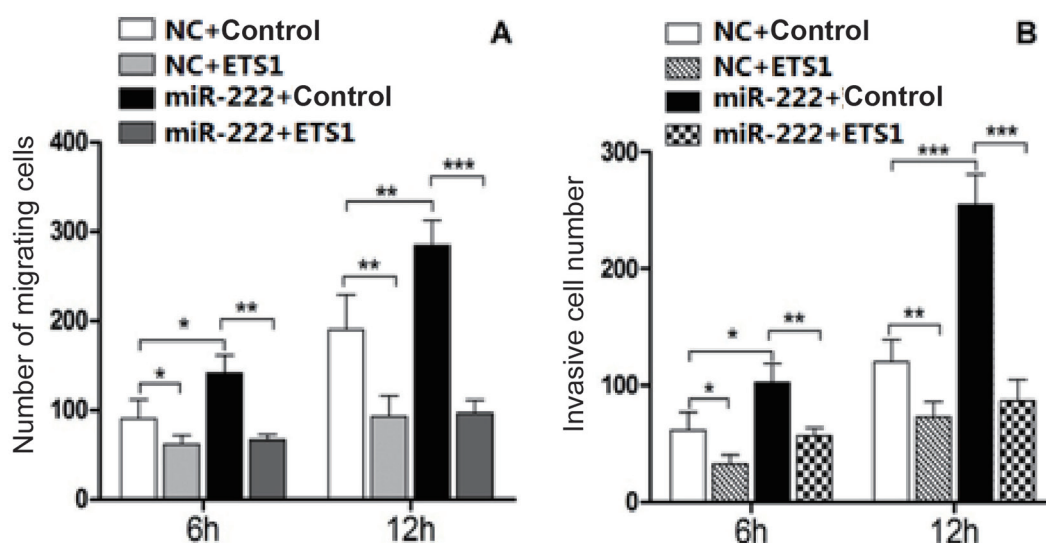 A
NC+Control
NC+ETS1
miR-222+Control
miR-222+ETS1
Number of migrating cells
400
300
200
100
0
*
*
**
**
**
***
6h
12h
B
NC+Control
NC+ETS1
miR-222+Control
miR-222+ETS1
Invasive cell number
300
200
100
0
*
*
**
**
***
***
6h
12h